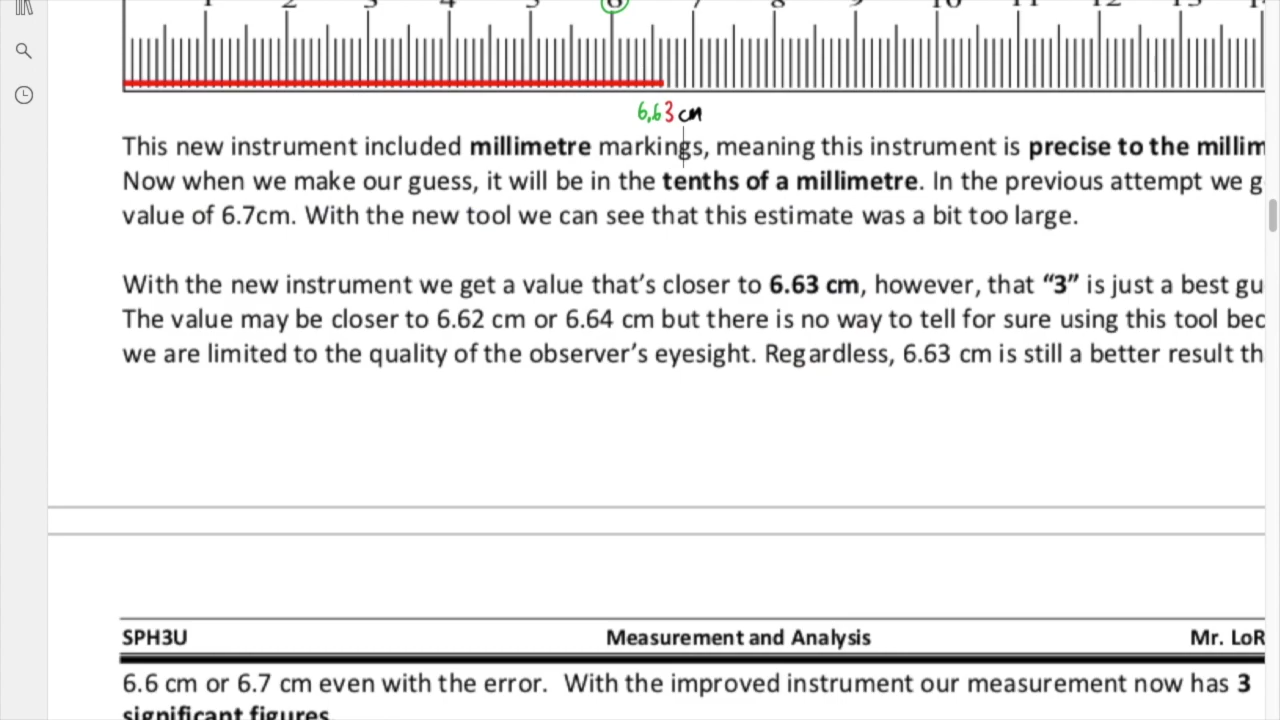 1 2 3 4 5 6 7 8 9 10 11 12 13
6.63 cm
This new instrument included millimetre markings, meaning this instrument is precise to the millim
Now when we make our guess, it will be in the tenths of a millimetre. In the previous attempt we g
value of 6.7cm. With the new tool we can see that this estimate was a bit too large.
With the new instrument we get a value that's closer to 6.63 cm, however, that “3” is just a best gu
The value may be closer to 6.62 cm or 6.64 cm but there is no way to tell for sure using this tool bec
we are limited to the quality of the observer's eyesight. Regardless, 6.63 cm is still a better result th
SPH3U Measurement and Analysis Mr. LoR
6.6 cm or 6.7 cm even with the error. With the improved instrument our measurement now has 3
significant figures